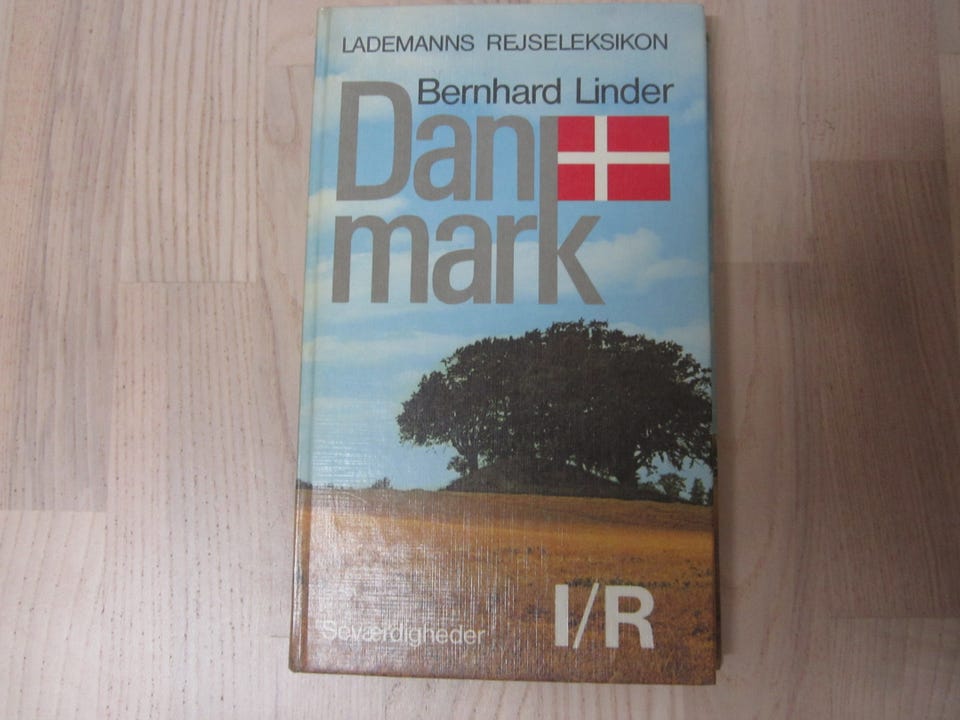 LADEMANNS REJSELEKSIKON
Bernhard Linder
Dan
mark
Seværdigheder
I/R